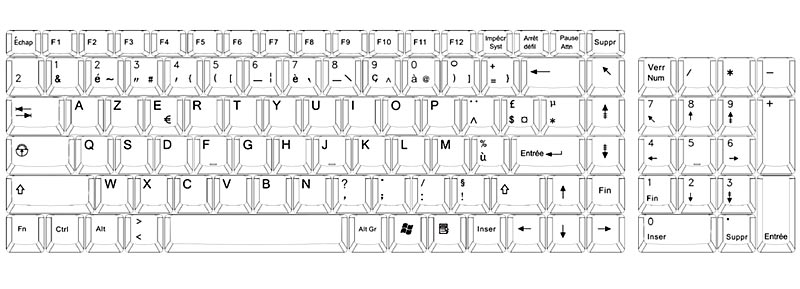 Échap F1 F2 F3 F4 F5 F6 F7 F8 F9 F10 F11 F12 Impécr Syst Arrêt défil Pause Attn Suppr
2 1 & 2 é ~ 3 " # 4 ' { 5 ( [ 6 — ¦ 7 è ` 8 _ \ 9 ç ^ 0 à @ ° ) ] + = } ← ↖
Verr Num / * −
A Z E € R T Y U I O P ¨ ^ £ $ ¤ µ * ⇞
7 ↖ 8 ↑ 9 ⇞ +
Q S D F _ G H J _ K L M % ù Entrée ↵ ⇟
4 ← 5 _ 6 →
⇧ W X C V B N ? , . ; / : § ! ⇧ ↑ Fin
1 Fin 2 ↓ 3 ⇟ Entrée
Fn Ctrl Alt > < Alt Gr Inser ← ↓ →
0 Inser . Suppr